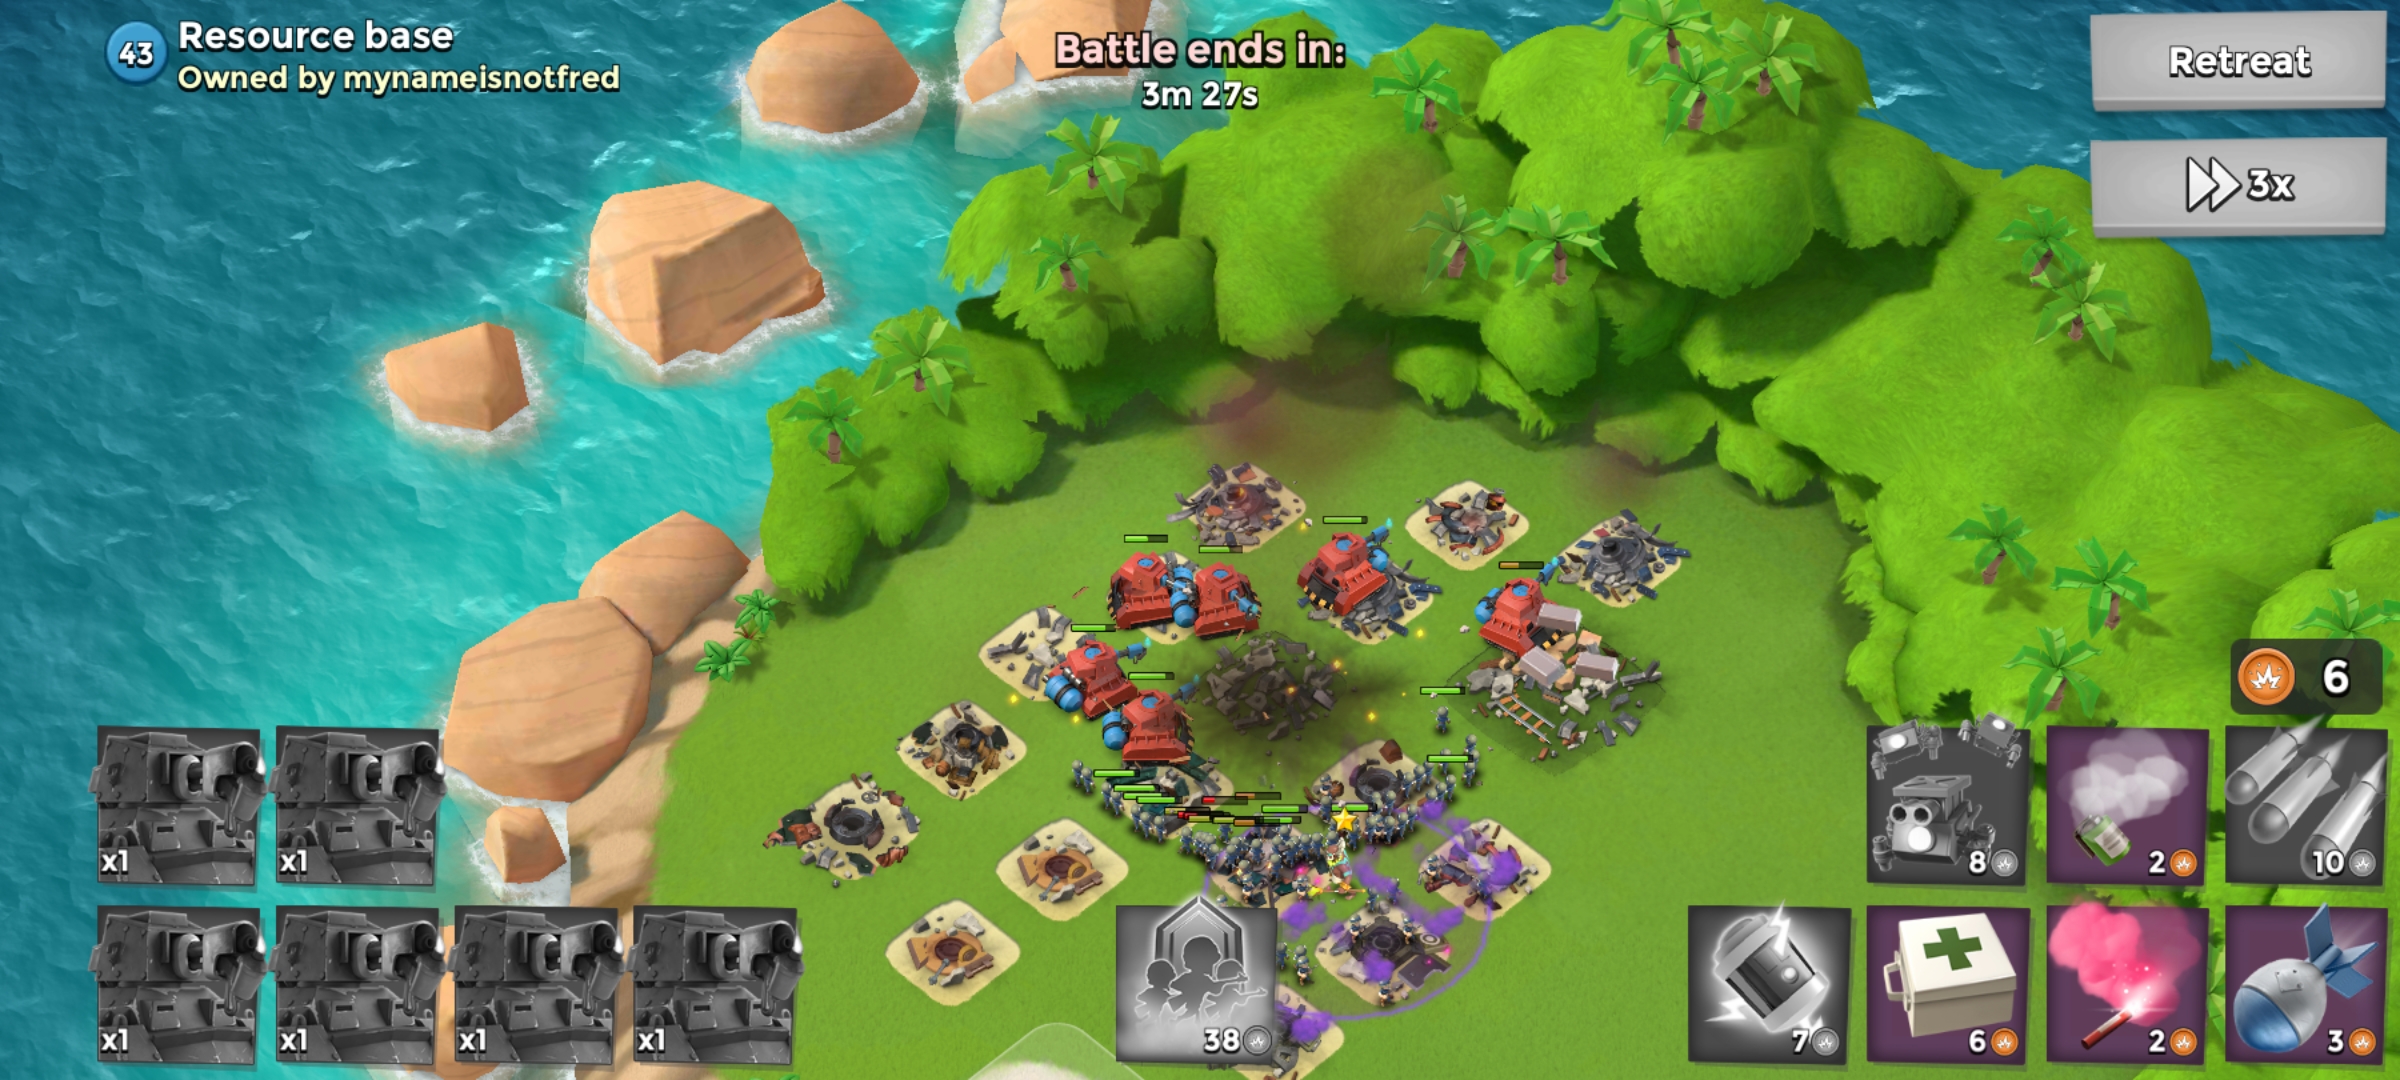 43
Resource base
Owned by mynameisnotfred
Battle ends in:
3m 27s
Retreat
3x
6
x1
x1
8
2
10
x1
x1
x1
x1
38
7
6
2
3